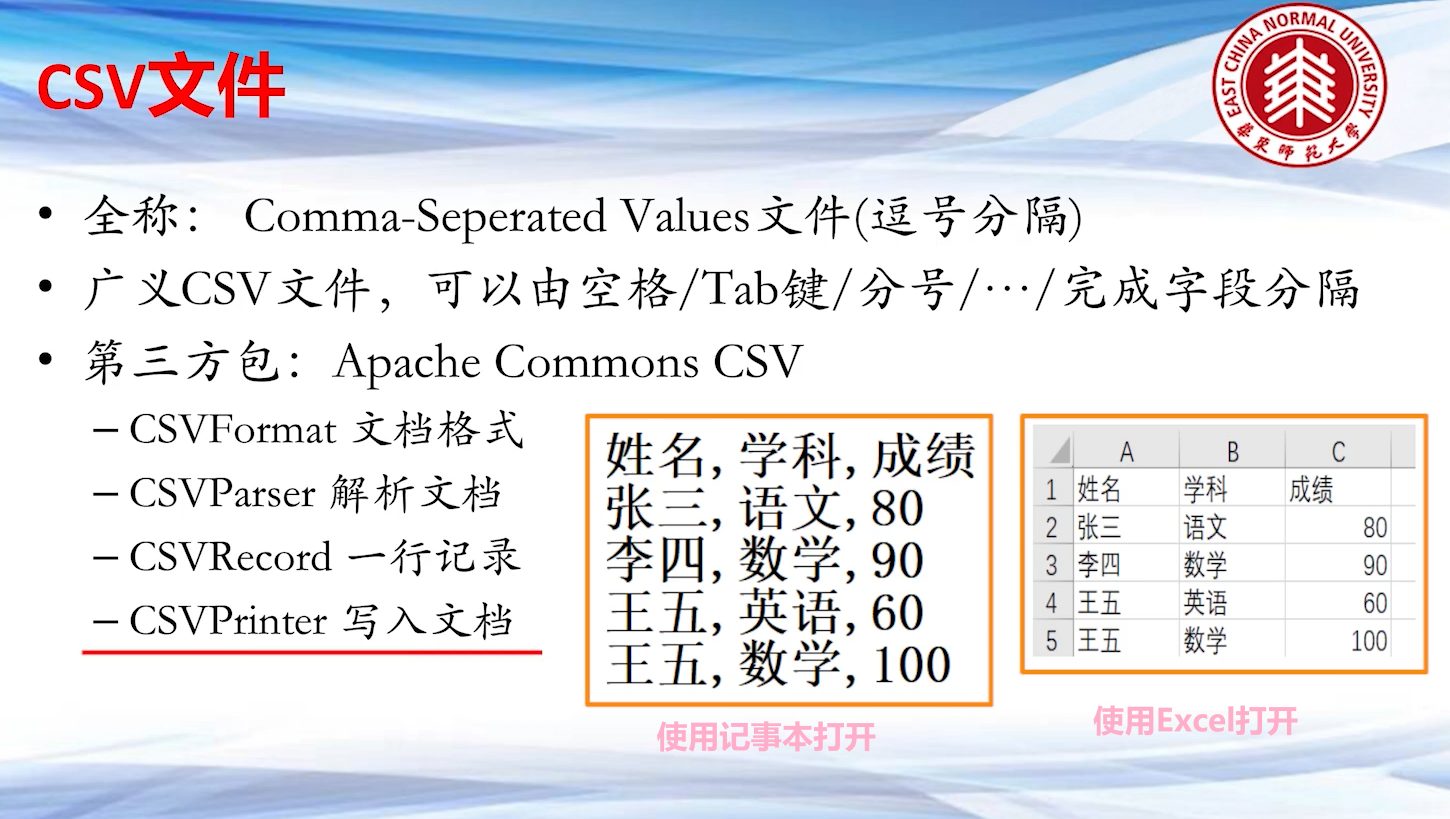 CSV文件
EAST CHINA NORMAL UNIVERSITY
華東師範大學
• 全称： Comma-Seperated Values文件(逗号分隔)
• 广义CSV文件，可以由空格/Tab键/分号/…/完成字段分隔
• 第三方包：Apache Commons CSV
– CSVFormat 文档格式
– CSVParser 解析文档
– CSVRecord 一行记录
– CSVPrinter 写入文档
姓名,学科,成绩
张三,语文,80
李四,数学,90
王五,英语,60
王五,数学,100
使用记事本打开
A B C
1 姓名 学科 成绩
2 张三 语文 80
3 李四 数学 90
4 王五 英语 60
5 王五 数学 100
使用Excel打开